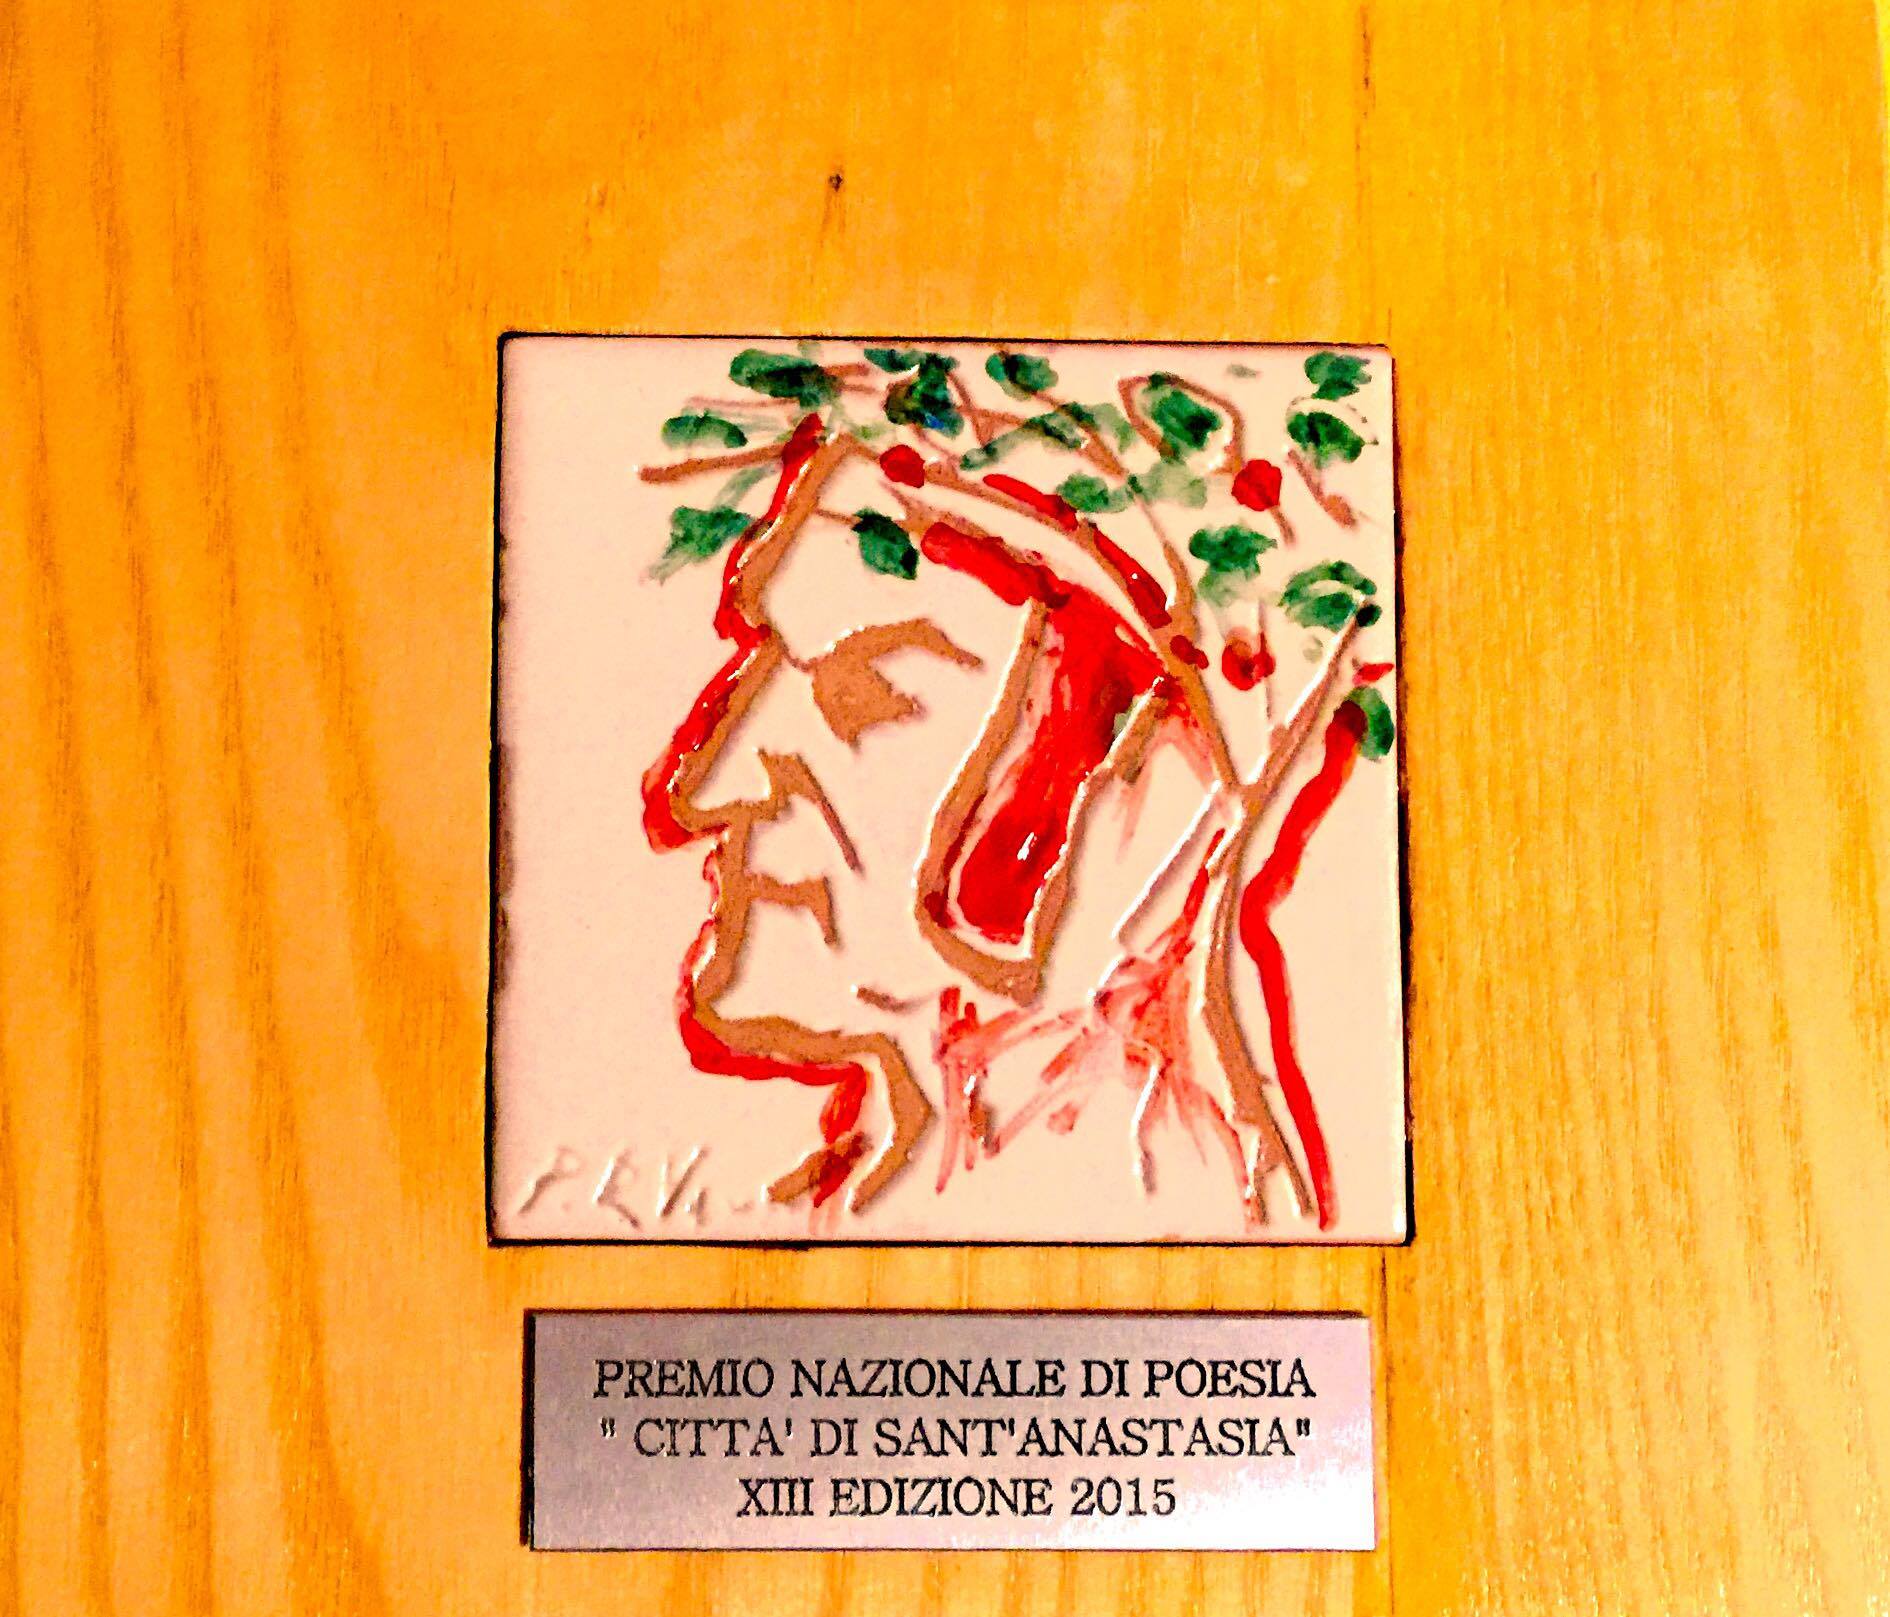 PREMIO NAZIONALE DI POESIA
" CITTA' DI SANT'ANASTASIA"
XIII EDIZIONE 2015